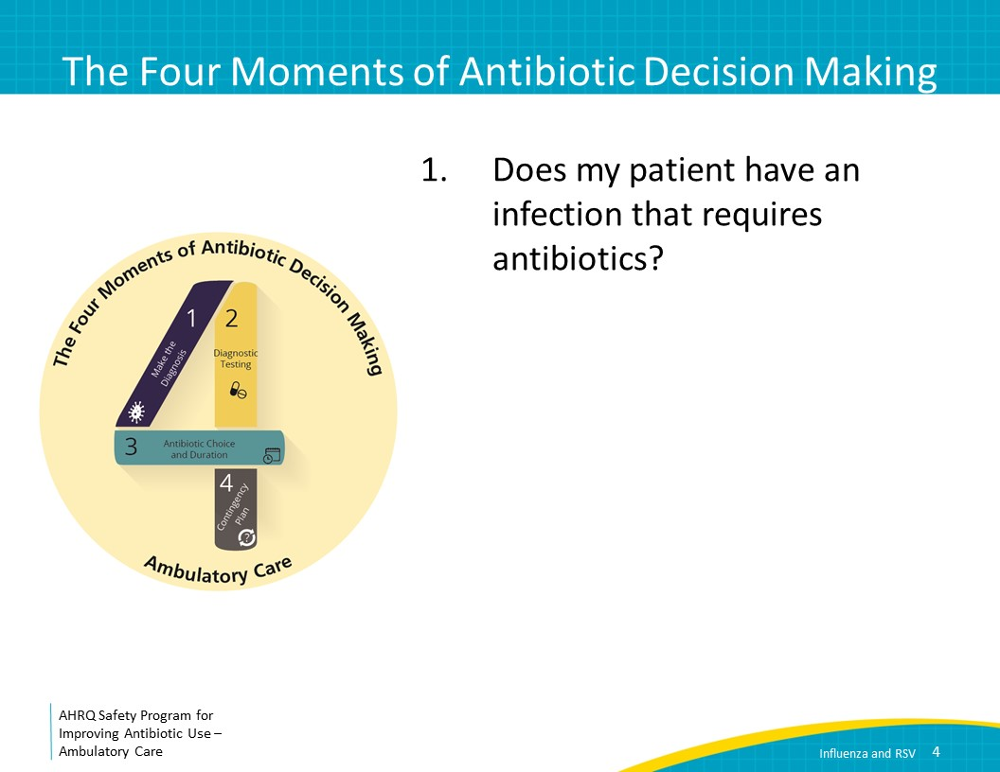 The Four Moments of Antibiotic Decision Making
1. Does my patient have an
infection that requires
antibiotics?
The Four Moments of Antibiotic Decision Making
1
Make the
Diagnosis
2
Diagnostic
Testing
3
Antibiotic Choice
and Duration
4
Contingency
Plan
?
Ambulatory Care
AHRQ Safety Program for
Improving Antibiotic Use –
Ambulatory Care
Influenza and RSV 4